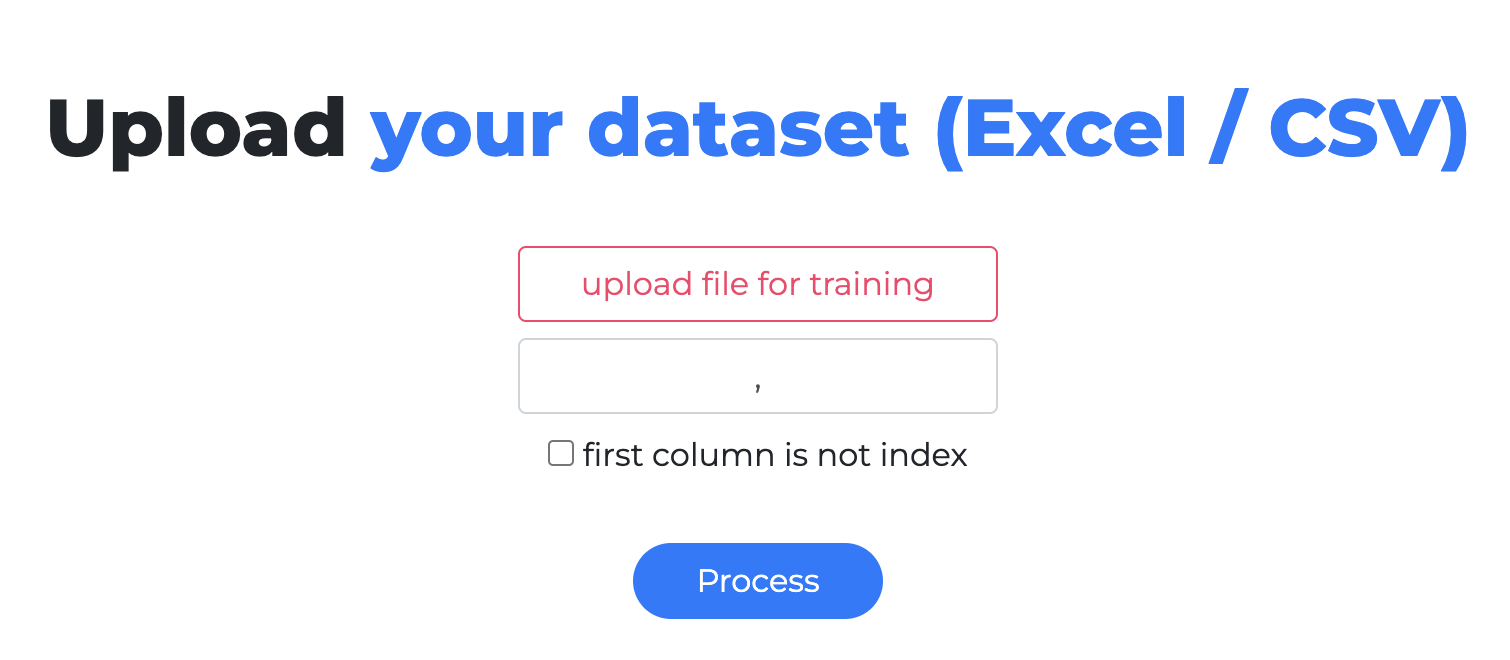 Upload your dataset (Excel / CSV)
upload file for training
,
first column is not index
Process